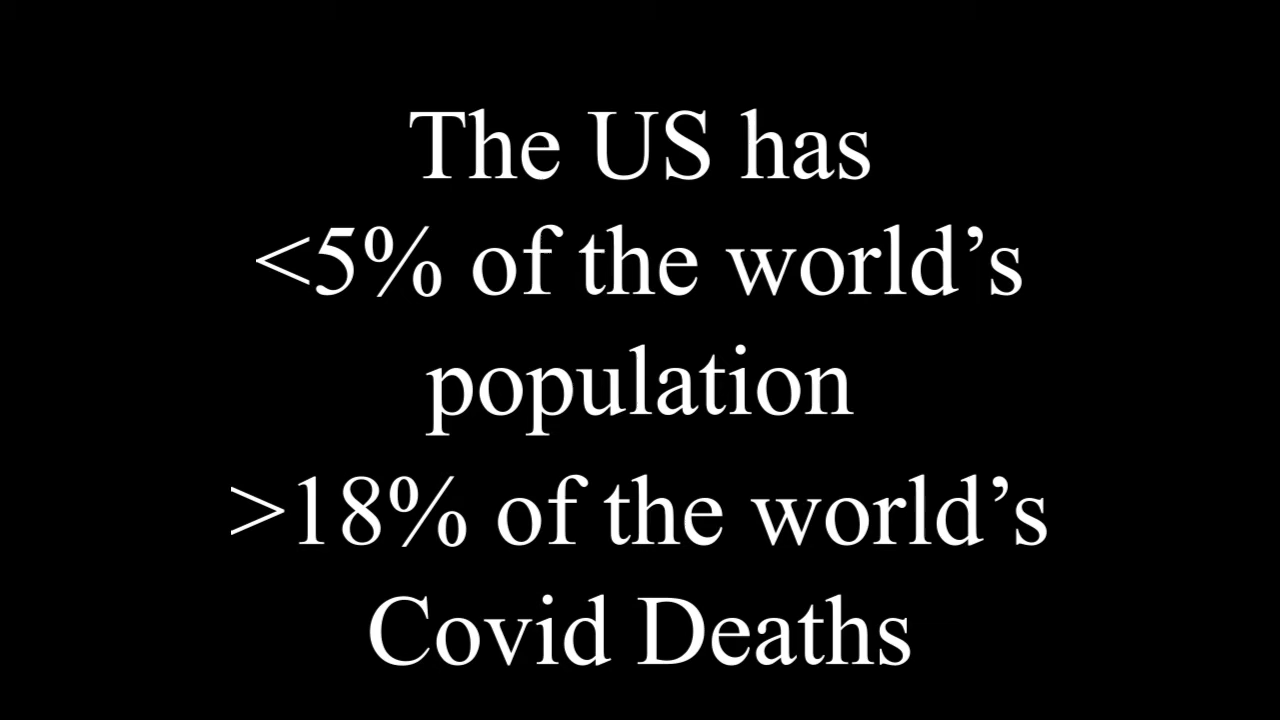 The US has
<5% of the world’s
population
>18% of the world’s
Covid Deaths